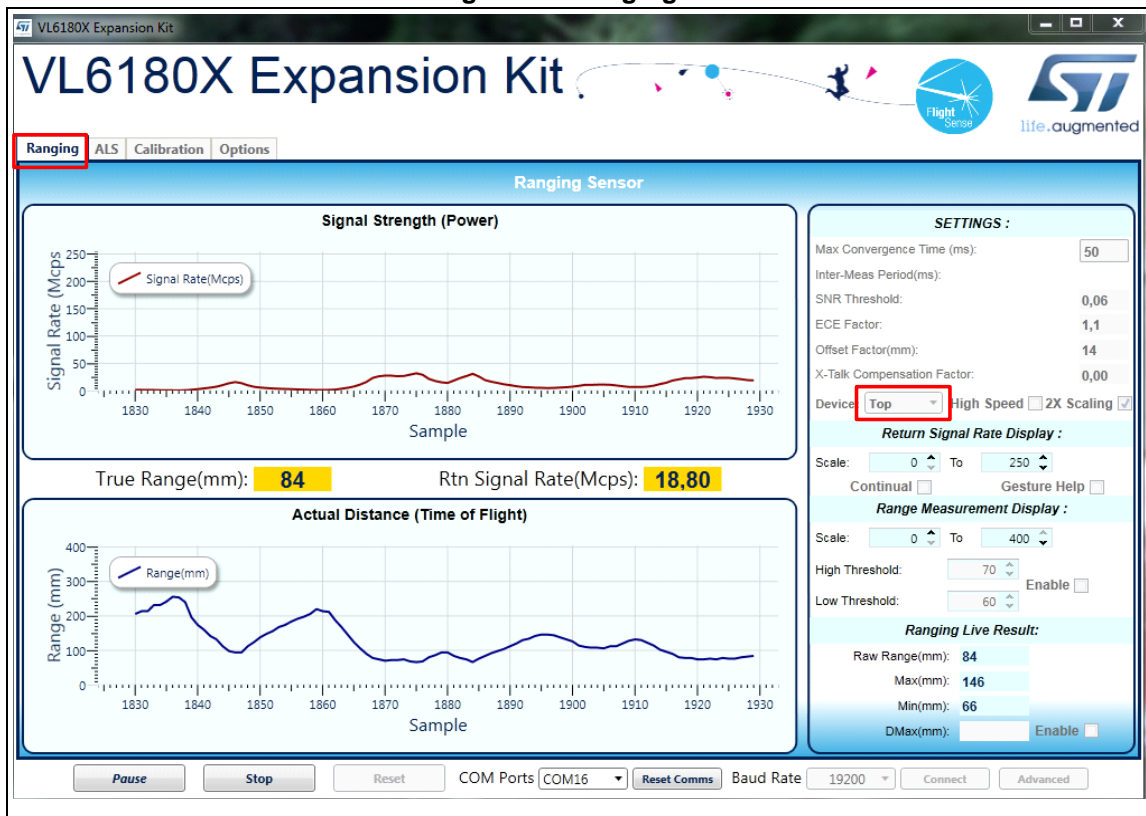 VL6180X Expansion Kit
VL6180X Expansion Kit
Flight
Sense
life.augmented
Ranging ALS Calibration Options
Ranging Sensor
Signal Strength (Power)
Signal Rate (Mcps)
250
200
150
100
50
0
Signal Rate(Mcps)
1830 1840 1850 1860 1870 1880 1890 1900 1910 1920 1930
Sample
True Range(mm): 84 Rtn Signal Rate(Mcps): 18,80
Actual Distance (Time of Flight)
Range (mm)
400
300
200
100
0
Range(mm)
1830 1840 1850 1860 1870 1880 1890 1900 1910 1920 1930
Sample
SETTINGS :
Max Convergence Time (ms): 50
Inter-Meas Period(ms):
SNR Threshold: 0,06
ECE Factor: 1,1
Offset Factor(mm): 14
X-Talk Compensation Factor: 0,00
Device Top High Speed 2X Scaling
Return Signal Rate Display :
Scale: 0 To 250
Continual Gesture Help
Range Measurement Display :
Scale: 0 To 400
High Threshold: 70
Enable
Low Threshold: 60
Ranging Live Result:
Raw Range(mm): 84
Max(mm): 146
Min(mm): 66
DMax(mm): Enable
Pause Stop Reset COM Ports COM16 Reset Comms Baud Rate 19200 Connect Advanced